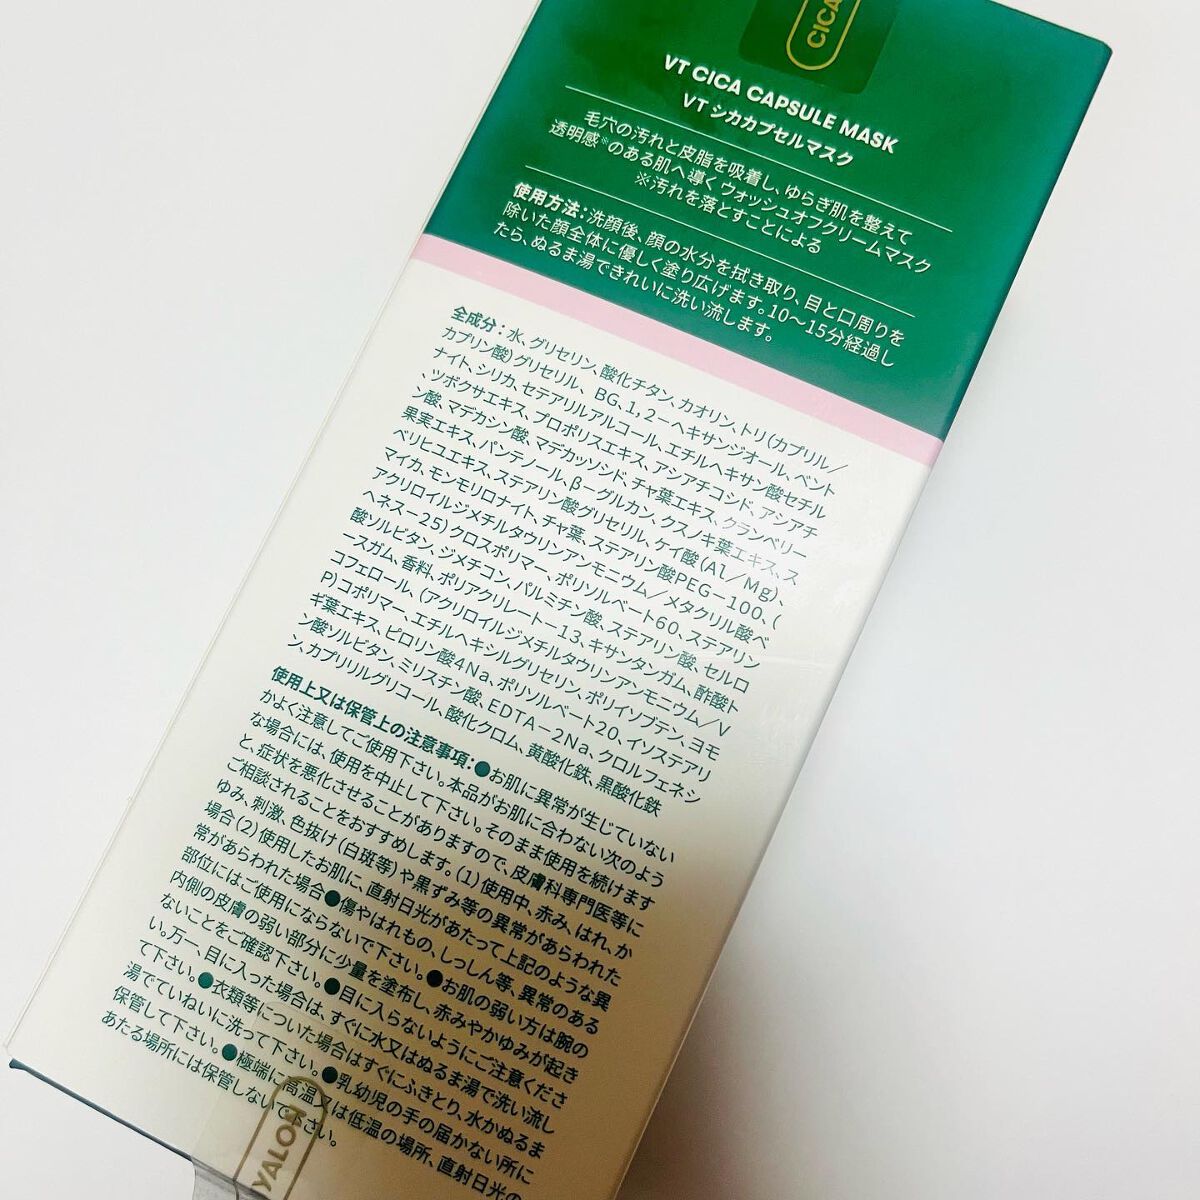 CICA
VT CICA CAPSULE MASK
VT シカカプセルマスク
毛穴の汚れと皮脂を吸着し、ゆらぎ肌を整えて
透明感※のある肌へ導くウォッシュオフクリームマスク
※汚れを落とすことによる
使用方法：洗顔後、顔の水分を拭き取り、目と口周りを
除いた顔全体に優しく塗り広げます。10～15分経過し
たら、ぬるま湯できれいに洗い流します。
全成分：水、グリセリン、酸化チタン、カオリン、トリ（カプリル／
カプリン酸）グリセリル、BG、1,2－ヘキサンジオール、ベント
ナイト、シリカ、セテアリルアルコール、エチルヘキサン酸セチル
、ツボクサエキス、プロポリスエキス、アシアチコシド、アシアチ
ン酸、マデカシン酸、マデカッソシド、チャ葉エキス、クランベリー
果実エキス、パンテノール、β－グルカン、クスノキ葉エキス、ス
ベリヒユエキス、ステアリン酸グリセリル、ケイ酸（Al／Mg）、
マイカ、モンモリロナイト、チャ葉、ステアリン酸PEG－100、（
アクリロイルジメチルタウリンアンモニウム／メタクリル酸ベ
ヘネス－25）クロスポリマー、ポリソルベート60、ステアリン
酸ソルビタン、ジメチコン、パルミチン酸、ステアリン酸、セルロ
ースガム、香料、ポリアクリレート－13、キサンタンガム、酢酸ト
コフェロール、（アクリロイルジメチルタウリンアンモニウム／V
P）コポリマー、エチルヘキシルグリセリン、ポリイソブテン、ヨモ
ギ葉エキス、ピロリン酸4Na、ポリソルベート20、イソステアリ
ン酸ソルビタン、ミリスチン酸、EDTA－2Na、クロルフェネシ
ン、カプリリルグリコール、酸化クロム、黄酸化鉄、黒酸化鉄
使用上又は保管上の注意事項：●お肌に異常が生じていない
かよく注意してご使用下さい。本品がお肌に合わない次のよう
な場合には、使用を中止して下さい。そのまま使用を続けます
と、症状を悪化させることがありますので、皮膚科専門医等に
ご相談されることをおすすめします。（1）使用中、赤み、はれ、か
ゆみ、刺激、色抜け（白斑等）や黒ずみ等の異常があらわれた
場合（2）使用したお肌に、直射日光があたって上記のような異
常があらわれた場合●傷やはれもの、しっしん等、異常のある
部位にはご使用にならないで下さい。●お肌の弱い方は腕の
内側の皮膚の弱い部分に少量を塗布し、赤みやかゆみが起き
ないことをご確認下さい。●目に入らないようにご注意くださ
い。万一、目に入った場合は、すぐに水又はぬるま湯で洗い流し
て下さい。●衣類等についた場合はすぐにふきとり、水かぬるま
湯でていねいに洗って下さい。●乳幼児の手の届かない所に
保管して下さい。●極端に高温又は低温の場所、直射日光の
あたる場所には保管しないで下さい。
YALOH